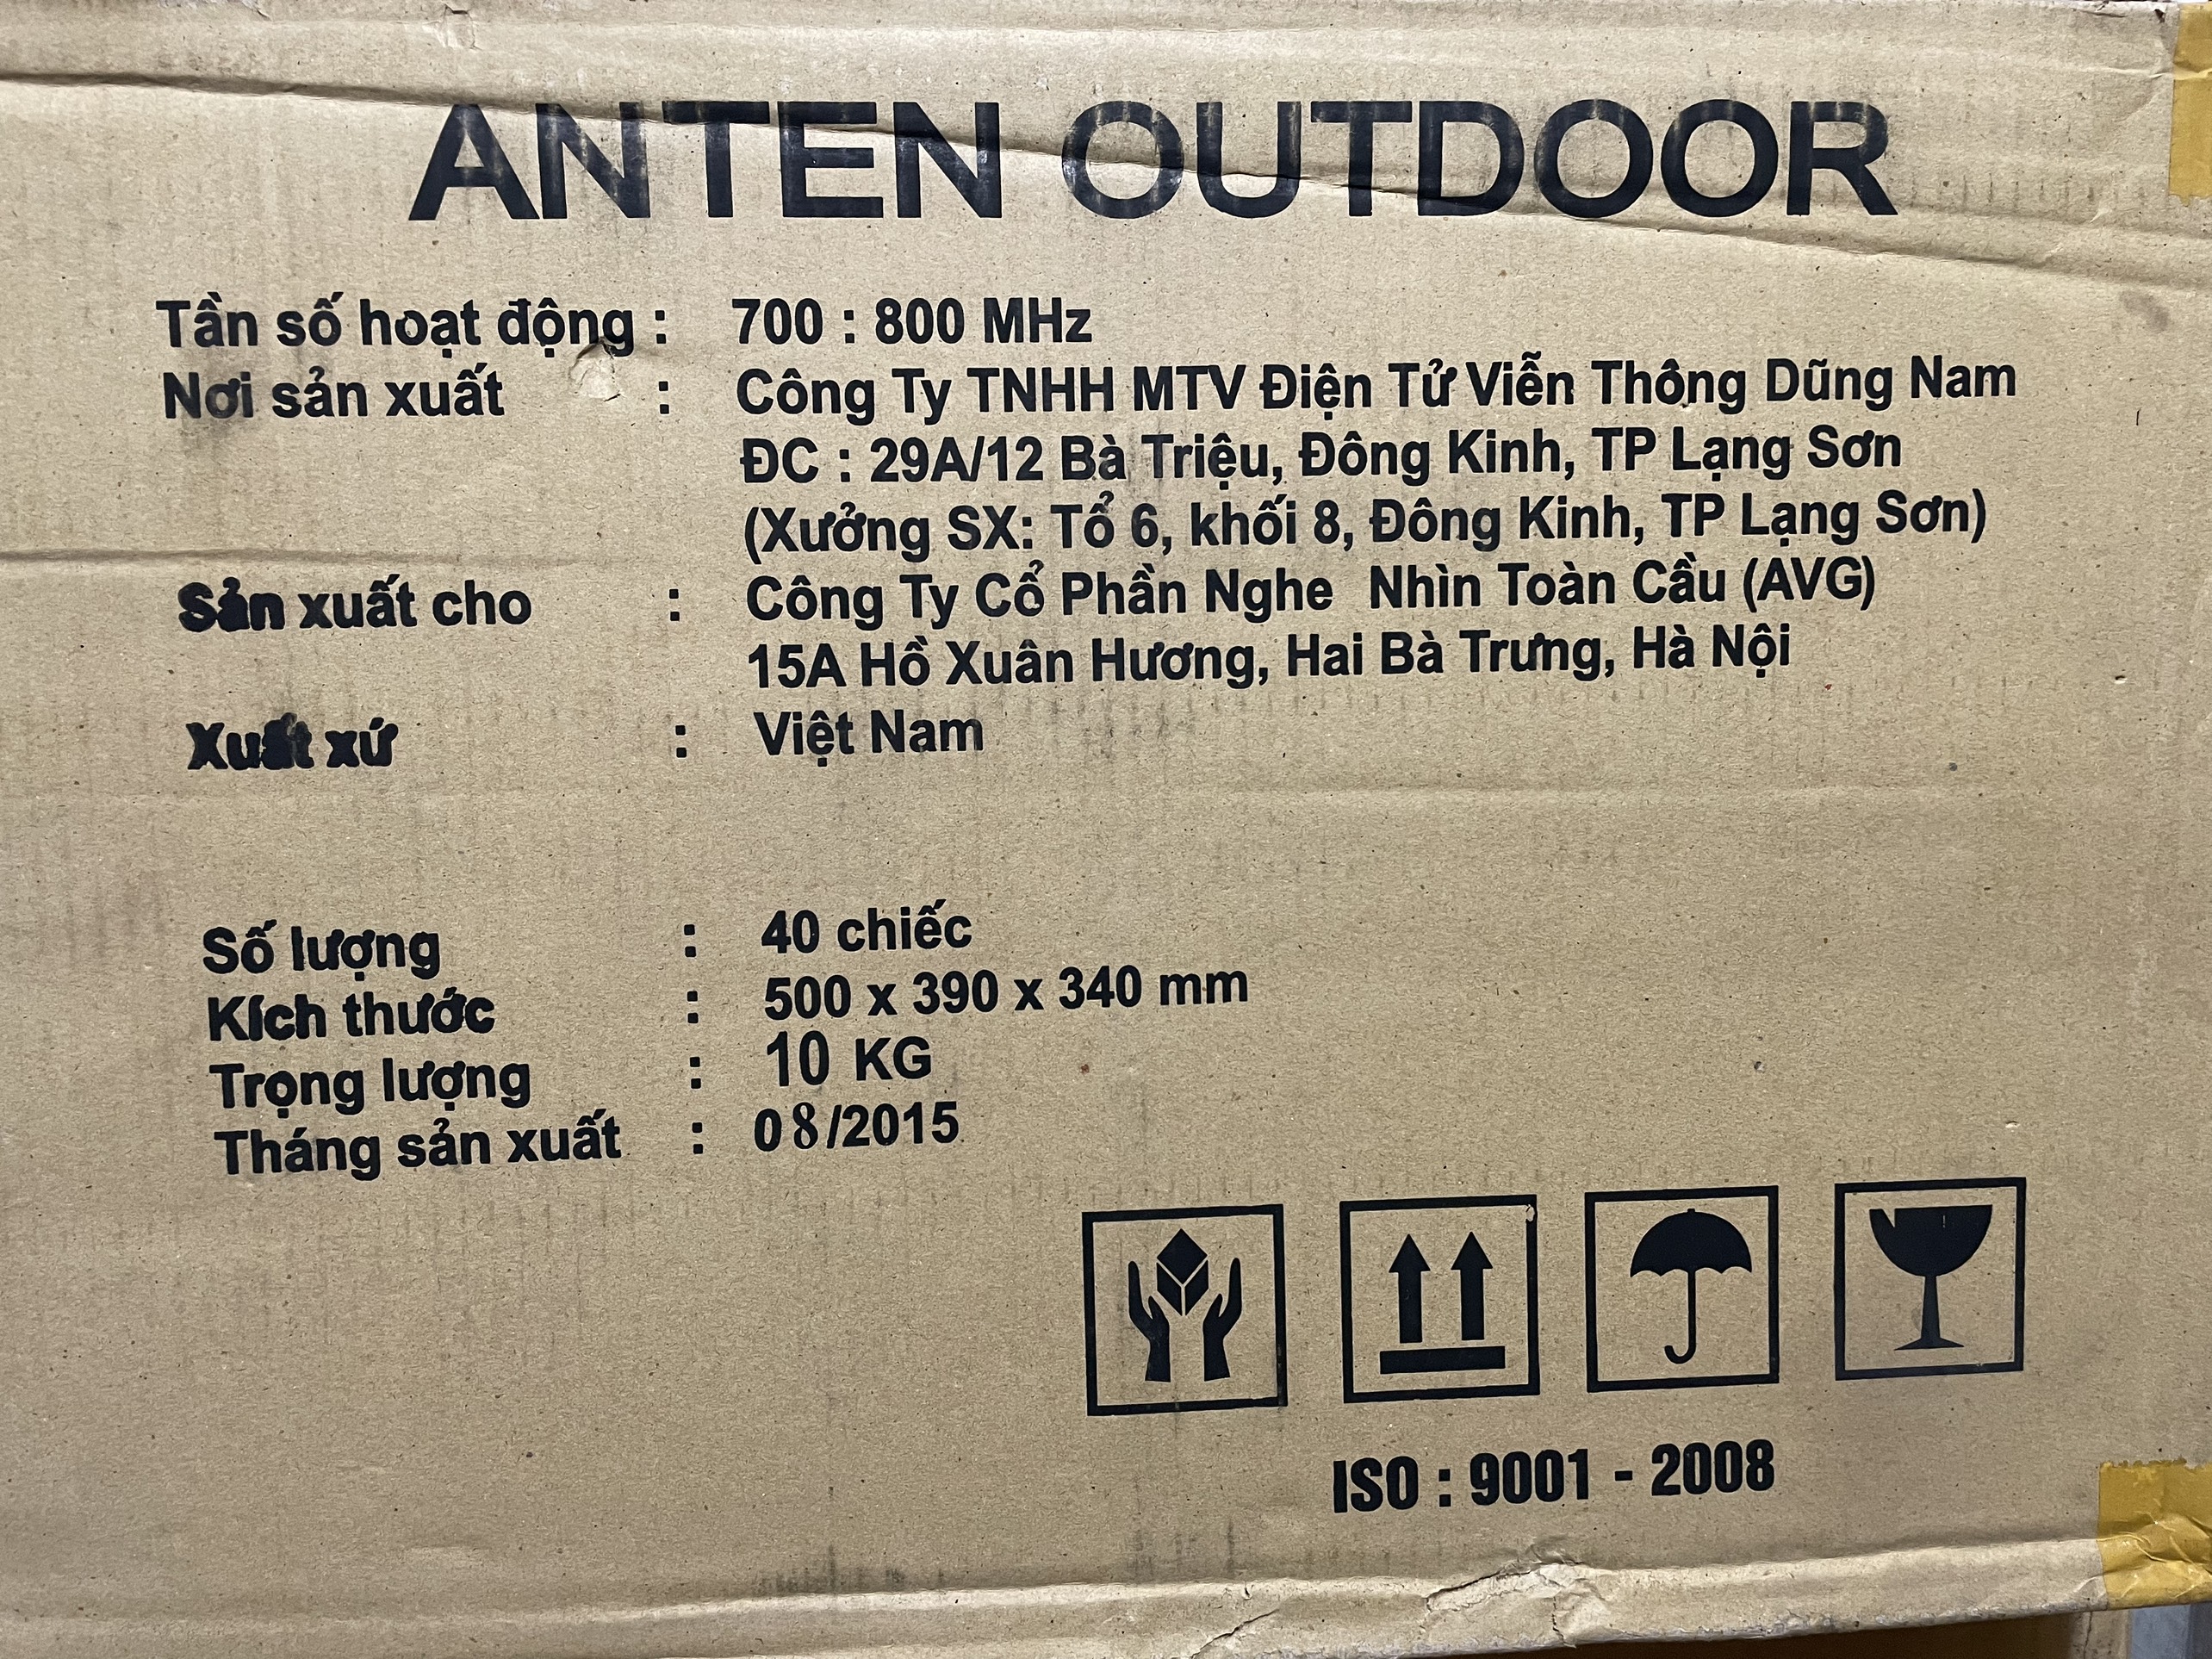 ANTEN OUTDOOR
Tần số hoạt động : 700 : 800 MHz
Nơi sản xuất : Công Ty TNHH MTV Điện Tử Viễn Thông Dũng Nam
ĐC : 29A/12 Bà Triệu, Đông Kinh, TP Lạng Sơn
(Xưởng SX: Tổ 6, khối 8, Đông Kinh, TP Lạng Sơn)
Sản xuất cho : Công Ty Cổ Phần Nghe Nhìn Toàn Cầu (AVG)
15A Hồ Xuân Hương, Hai Bà Trưng, Hà Nội
Xuất xứ : Việt Nam
Số lượng : 40 chiếc
Kích thước : 500 x 390 x 340 mm
Trọng lượng : 10 KG
Tháng sản xuất : 08/2015
ISO : 9001 - 2008